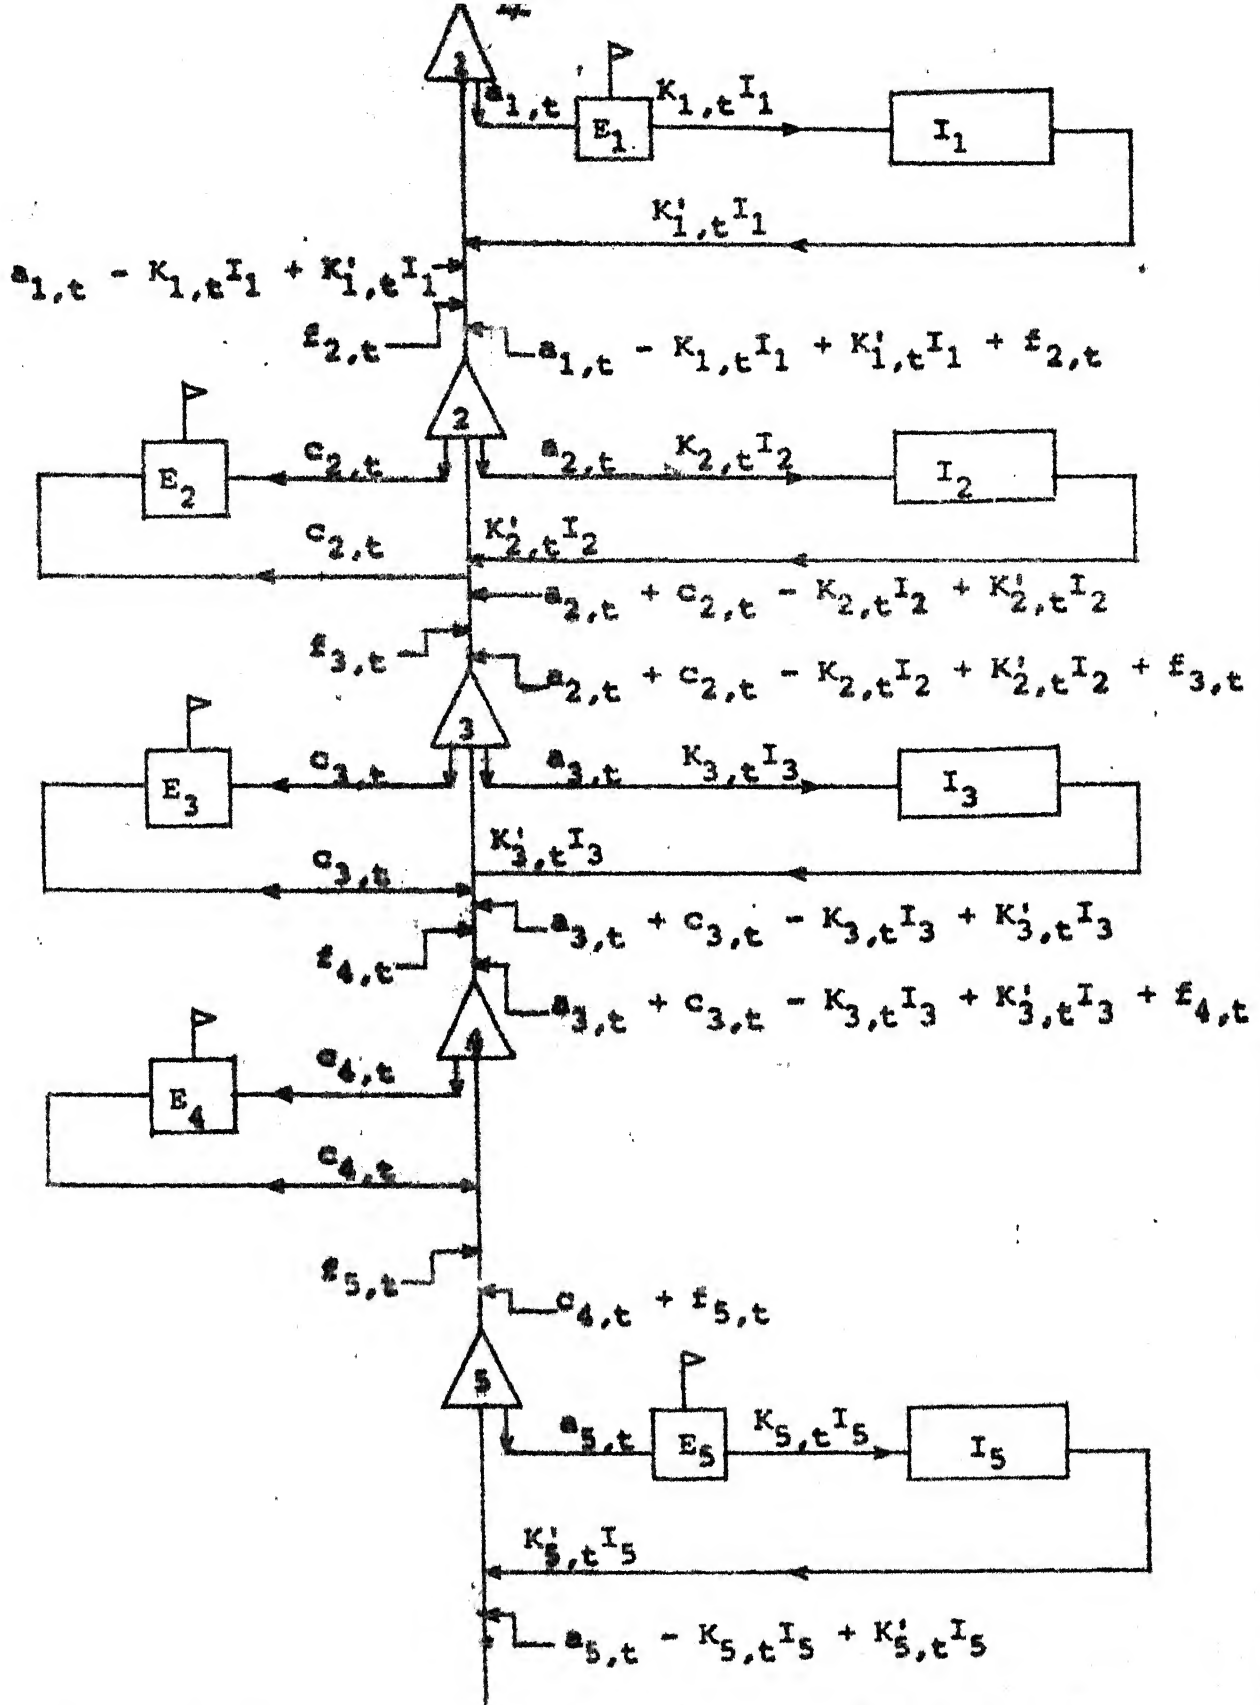 1
a₁,t K₁,tI₁
E₁ I₁
K'₁,tI₁
a₁,t - K₁,tI₁ + K'₁,tI₁
f₂,t
a₁,t - K₁,tI₁ + K'₁,tI₁ + f₂,t
2
c₂,t a₂,t K₂,tI₂
E₂ I₂
c₂,t K'₂,tI₂
a₂,t + c₂,t - K₂,tI₂ + K'₂,tI₂
f₃,t
a₂,t + c₂,t - K₂,tI₂ + K'₂,tI₂ + f₃,t
3
c₃,t a₃,t K₃,tI₃
E₃ I₃
c₃,t K'₃,tI₃
a₃,t + c₃,t - K₃,tI₃ + K'₃,tI₃
f₄,t
a₃,t + c₃,t - K₃,tI₃ + K'₃,tI₃ + f₄,t
4
c₄,t
E₄
c₄,t
f₅,t
c₄,t + f₅,t
5
a₅,t K₅,tI₅
E₅ I₅
K'₅,tI₅
a₅,t - K₅,tI₅ + K'₅,tI₅